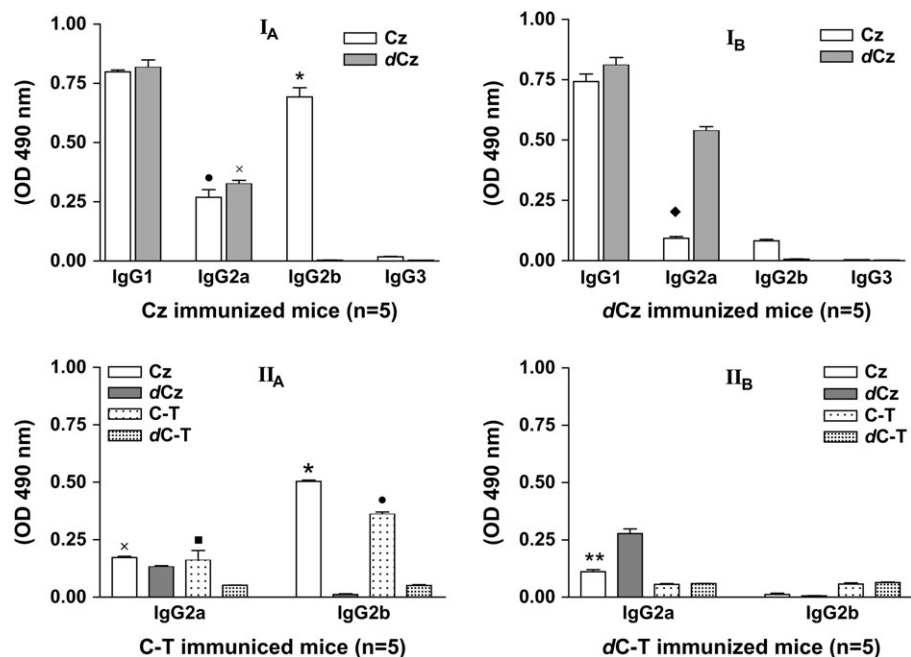 I_A
Cz
dCz
(OD 490 nm)
1.00
0.75
0.50
0.25
0.00
●
×
*
IgG1 IgG2a IgG2b IgG3
Cz immunized mice (n=5)
I_B
Cz
dCz
(OD 490 nm)
1.00
0.75
0.50
0.25
0.00
◆
IgG1 IgG2a IgG2b IgG3
dCz immunized mice (n=5)
II_A
Cz
dCz
C-T
dC-T
(OD 490 nm)
1.00
0.75
0.50
0.25
0.00
×
■
*
●
IgG2a IgG2b
C-T immuniced mice (n=5)
II_B
Cz
dCz
C-T
dC-T
(OD 490 nm)
1.00
0.75
0.50
0.25
0.00
**
IgG2a IgG2b
dC-T immunized mice (n=5)